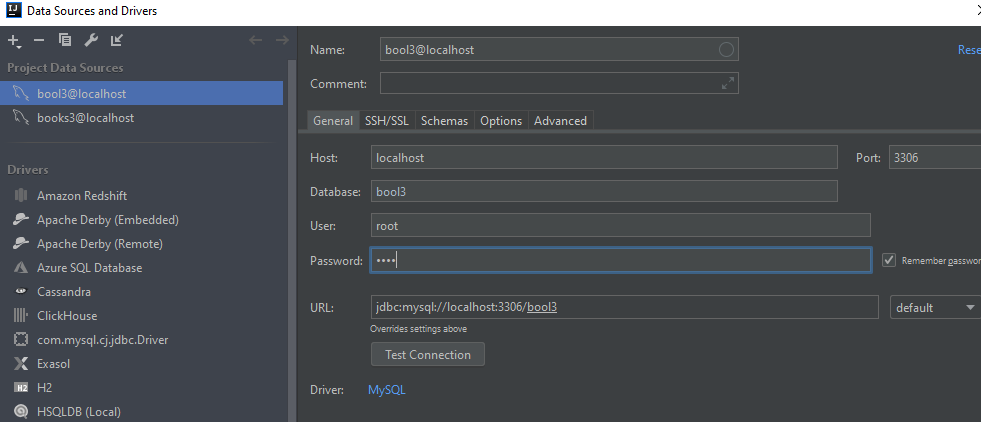 IJ Data Sources and Drivers
Project Data Sources
bool3@localhost
books3@localhost
Drivers
Amazon Redshift
Apache Derby (Embedded)
Apache Derby (Remote)
Azure SQL Database
Cassandra
ClickHouse
com.mysql.cj.jdbc.Driver
Exasol
H2 H2
HSQLDB (Local)
Name: bool3@localhost Rese
Comment:
General SSH/SSL Schemas Options Advanced
Host: localhost Port: 3306
Database: bool3
User: root
Password: •••• Remember passwor
URL: jdbc:mysql://localhost:3306/bool3 default
Overrides settings above
Test Connection
Driver: MySQL